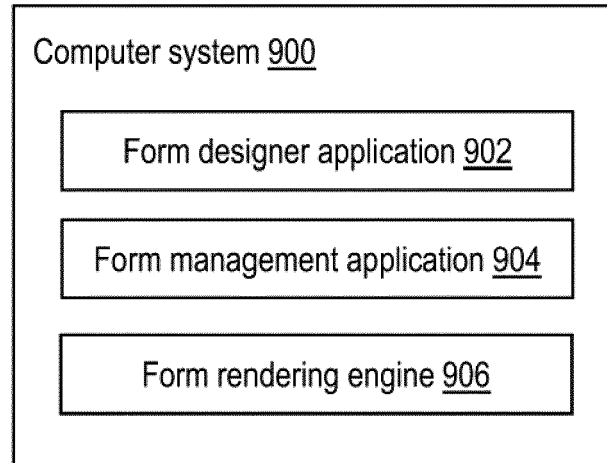 Computer system 900
Form designer application 902
Form management application 904
Form rendering engine 906